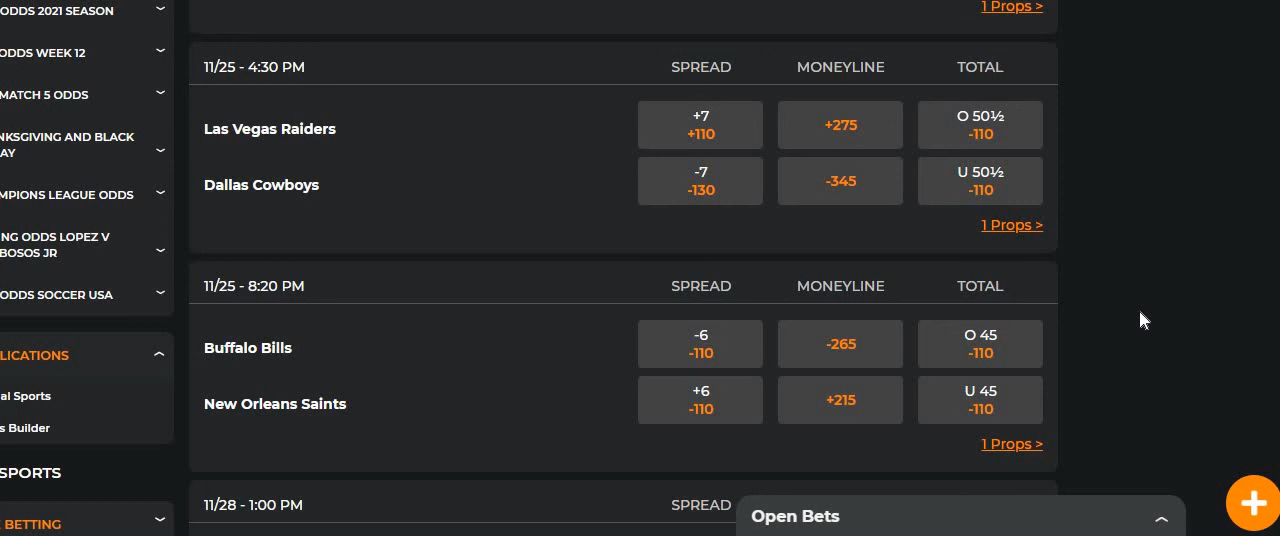 ODDS 2021 SEASON
ODDS WEEK 12
MATCH 5 ODDS
NKSGIVING AND BLACK
AY
MPIONS LEAGUE ODDS
NG ODDS LOPEZ V
BOSOS JR
ODDS SOCCER USA
LICATIONS
al Sports
s Builder
SPORTS
BETTING
1 Props >
11/25 - 4:30 PM SPREAD MONEYLINE TOTAL
Las Vegas Raiders
+7
+110
+275
O 50½
-110
Dallas Cowboys
-7
-130
-345
U 50½
-110
1 Props >
11/25 - 8:20 PM SPREAD MONEYLINE TOTAL
Buffalo Bills
-6
-110
-265
O 45
-110
New Orleans Saints
+6
-110
+215
U 45
-110
1 Props >
11/28 - 1:00 PM SPREAD
Open Bets